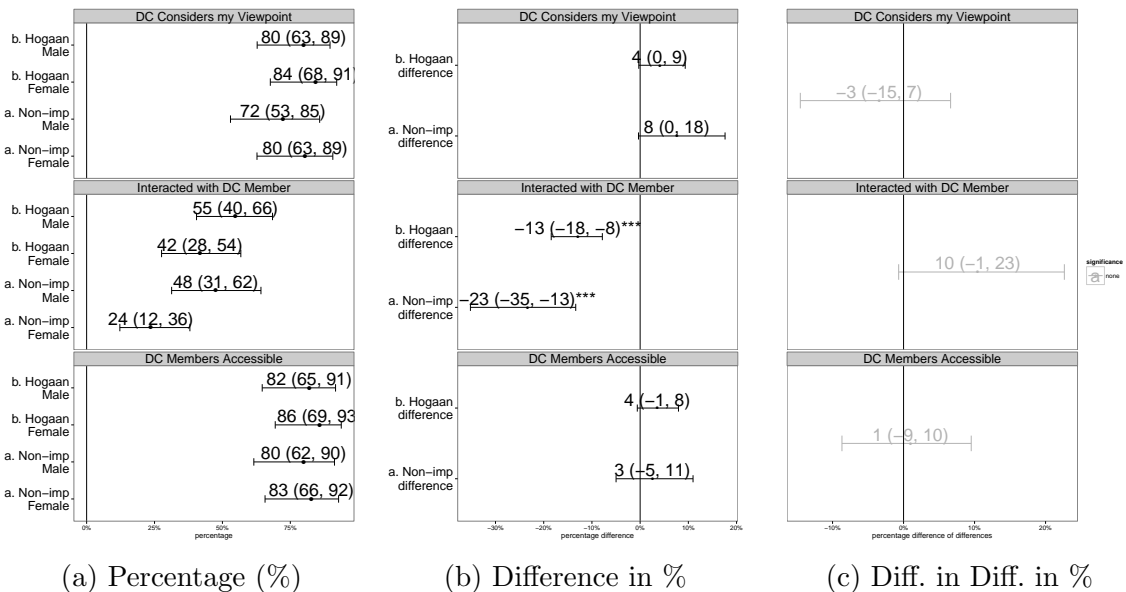 DC Considers my Viewpoint
b. Hogaan
Male
80 (63, 89)
b. Hogaan
Female
84 (68, 91)
a. Non−imp
Male
72 (53, 85)
a. Non−imp
Female
80 (63, 89)
Interacted with DC Member
b. Hogaan
Male
55 (40, 66)
b. Hogaan
Female
42 (28, 54)
a. Non−imp
Male
48 (31, 62)
a. Non−imp
Female
24 (12, 36)
DC Members Accessible
b. Hogaan
Male
82 (65, 91)
b. Hogaan
Female
86 (69, 93
a. Non−imp
Male
80 (62, 90)
a. Non−imp
Female
83 (66, 92)
0% 25% 50% 75%
percentage
(a) Percentage (%)
DC Considers my Viewpoint
b. Hogaan
difference
4 (0, 9)
a. Non−imp
difference
8 (0, 18)
Interacted with DC Member
b. Hogaan
difference
−13 (−18, −8)***
a. Non−imp
difference
−23 (−35, −13)***
DC Members Accessible
b. Hogaan
difference
4 (−1, 8)
a. Non−imp
difference
3 (−5, 11)
−30% −20% −10% 0% 10% 20%
percentage difference
(b) Difference in %
DC Considers my Viewpoint
−3 (−15, 7)
Interacted with DC Member
10 (−1, 23)
DC Members Accessible
1 (−9, 10)
−10% 0% 10% 20%
percentage difference of differences
significance
a none
(c) Diff. in Diff. in %